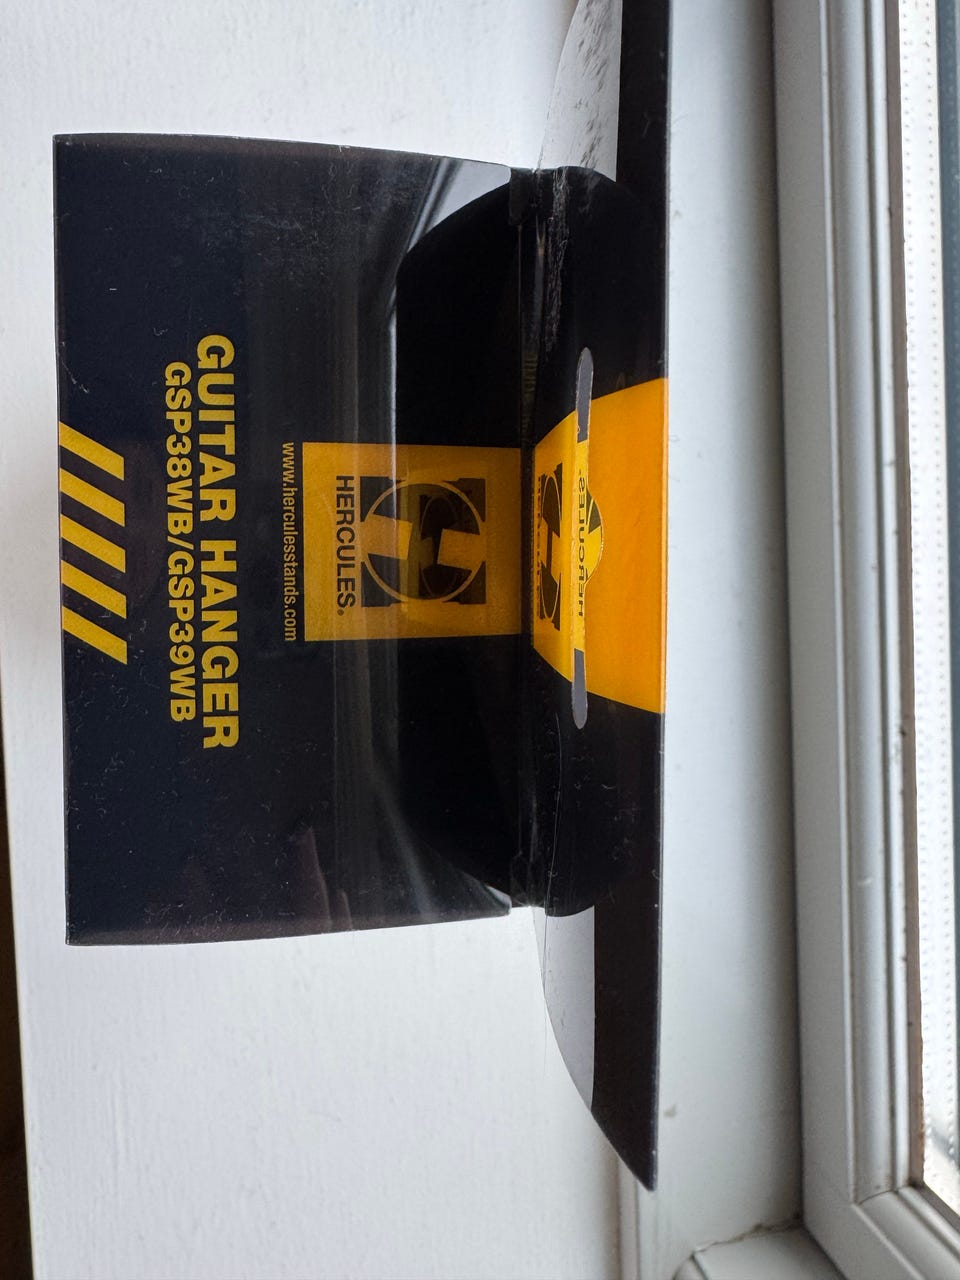 HERCULES
HERCULES®
www.herculesstands.com
GUITAR HANGER
GSP38WB/GSP39WB